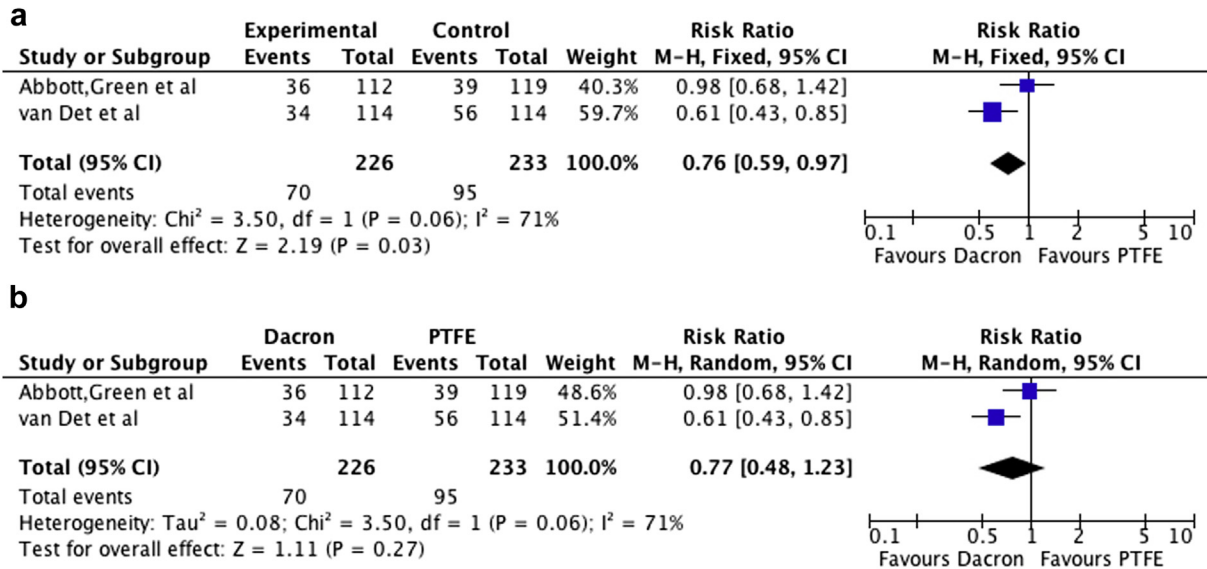 a
Experimental Control Risk Ratio Risk Ratio
Study or Subgroup Events Total Events Total Weight M-H, Fixed, 95% CI M-H, Fixed, 95% CI
Abbott,Green et al 36 112 39 119 40.3% 0.98 [0.68, 1.42]
van Det et al 34 114 56 114 59.7% 0.61 [0.43, 0.85]
Total (95% CI) 226 233 100.0% 0.76 [0.59, 0.97]
Total events 70 95
Heterogeneity: Chi² = 3.50, df = 1 (P = 0.06); I² = 71%
Test for overall effect: Z = 2.19 (P = 0.03)
0.1 0.5 1 2 5 10
Favours Dacron Favours PTFE
b
Dacron PTFE Risk Ratio Risk Ratio
Study or Subgroup Events Total Events Total Weight M-H, Random, 95% CI M-H, Random, 95% CI
Abbott,Green et al 36 112 39 119 48.6% 0.98 [0.68, 1.42]
van Det et al 34 114 56 114 51.4% 0.61 [0.43, 0.85]
Total (95% CI) 226 233 100.0% 0.77 [0.48, 1.23]
Total events 70 95
Heterogeneity: Tau² = 0.08; Chi² = 3.50, df = 1 (P = 0.06); I² = 71%
Test for overall effect: Z = 1.11 (P = 0.27)
0.1 0.5 1 2 5 10
Favours Dacron Favours PTFE